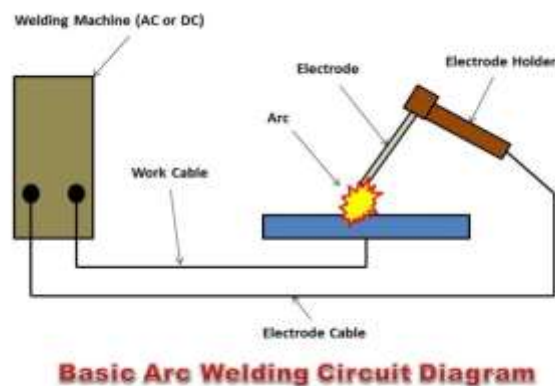 Welding Machine (AC or DC)
Electrode
Electrode Holder
Arc
Work Cable
Electrode Cable
Basic Arc Welding Circuit Diagram